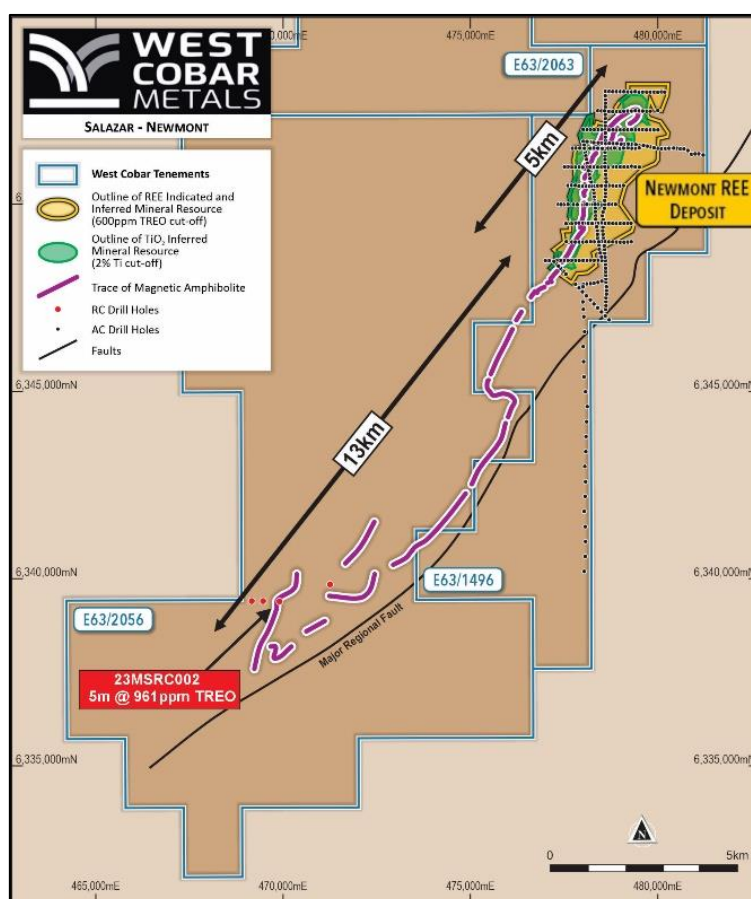 WEST
COBAR
METALS
SALAZAR - NEWMONT
West Cobar Tenements
Outline of REE Indicated and
Inferred Mineral Resource
(600ppm TREO cut-off)
Outline of TiO₂ Inferred
Mineral Resource
(2% Ti cut-off)
Trace of Magnetic Amphibolite
RC Drill Holes
AC Drill Holes
Faults
475,000mE
480,000mE
E63/2063
5km
NEWMONT REE
DEPOSIT
6,345,000mN
6,345,000mN
13km
6,340,000mN
6,340,000mN
E63/1496
E63/2056
Major Regional Fault
23MSRC002
5m @ 961ppm TREO
6,335,000mN
6,335,000mN
N
0
5km
465,000mE
470,000mE
475,000mE
480,000mE